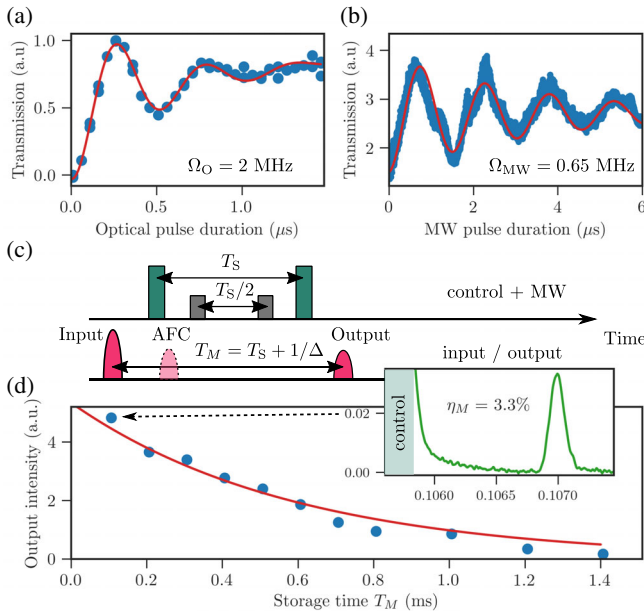 (a)
Transmission (a.u)
1.0
0.5
0.0
Ω_O = 2 MHz
0.0 0.5 1.0
Optical pulse duration (μs)
(b)
Transmission (a.u)
4
3
2
Ω_MW = 0.65 MHz
0 1 2 3 4 5 6
MW pulse duration (μs)
(c)
T_S
T_S/2
control + MW
Time
Input AFC Output
T_M = T_S + 1/Δ
input / output
(d)
Output intensity (a.u.)
4
2
0
0.0 0.2 0.4 0.6 0.8 1.0 1.2 1.4
Storage time T_M (ms)
control
0.02
0.00
η_M = 3.3%
0.1060 0.1065 0.1070